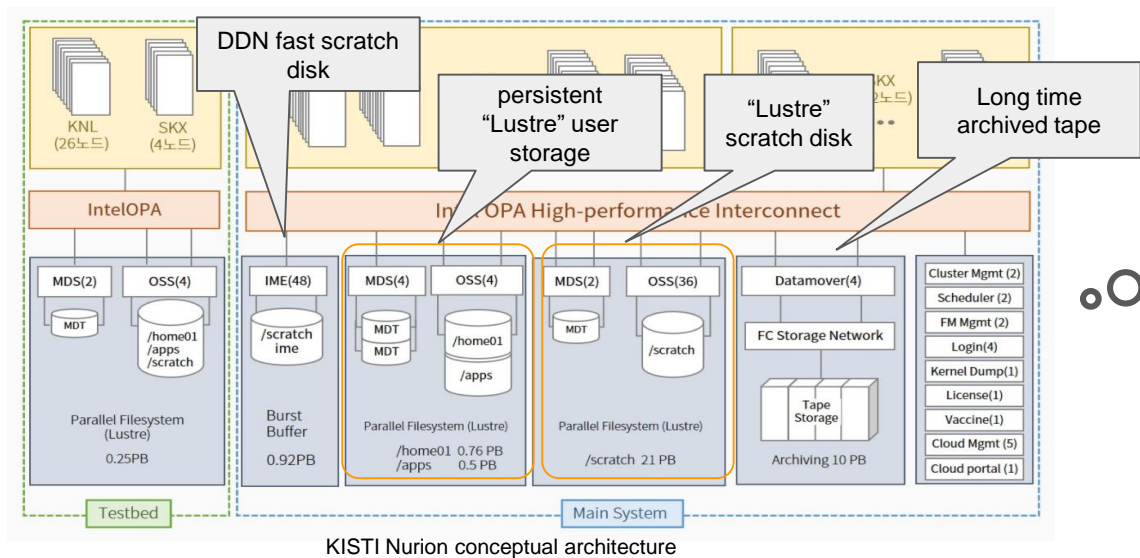 DDN fast scratch
disk
persistent
“Lustre” user
storage
“Lustre”
scratch disk
Long time
archived tape
KNL
(26노드)
SKX
(4노드)
SKX
2노드)
IntelOPA
Intel OPA High-performance Interconnect
MDS(2)
OSS(4)
MDT
/home01
/apps
/scratch
Parallel Filesystem
(Lustre)
0.25PB
IME(48)
/scratch
ime
Burst
Buffer
0.92PB
MDS(4)
OSS(4)
MDT
MDT
/home01
/apps
Parallel Filesystem (Lustre)
/home01 0.76 PB
/apps 0.5 PB
MDS(2)
OSS(36)
MDT
/scratch
Parallel Filesystem (Lustre)
/scratch 21 PB
Datamover(4)
FC Storage Network
Tape
Storage
Archiving 10 PB
Cluster Mgmt (2)
Scheduler (2)
FM Mgmt (2)
Login(4)
Kernel Dump(1)
License(1)
Vaccine(1)
Cloud Mgmt (5)
Cloud portal (1)
Testbed
Main System
KISTI Nurion conceptual architecture